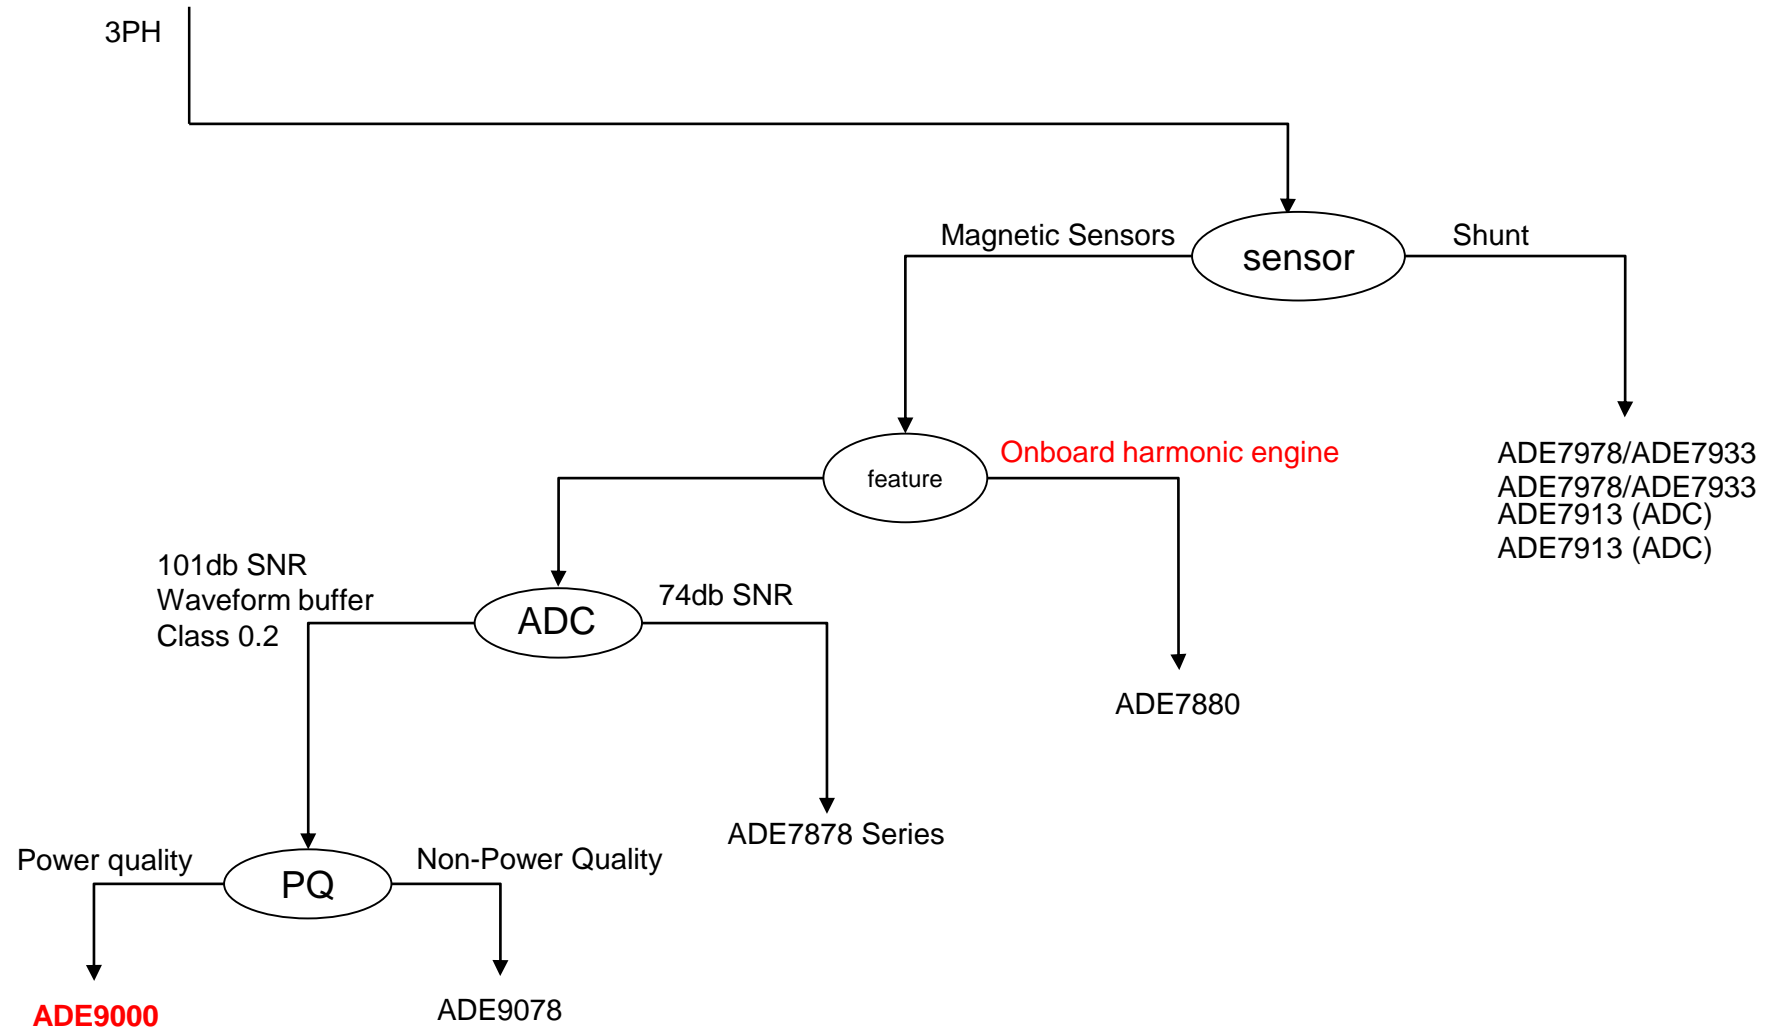 3PH
Magnetic Sensors
sensor
Shunt
feature
Onboard harmonic engine
ADE7978/ADE7933
ADE7978/ADE7933
ADE7913 (ADC)
ADE7913 (ADC)
101db SNR
Waveform buffer
Class 0.2
ADC
74db SNR
ADE7880
ADE7878 Series
Power quality
PQ
Non-Power Quality
ADE9000
ADE9078